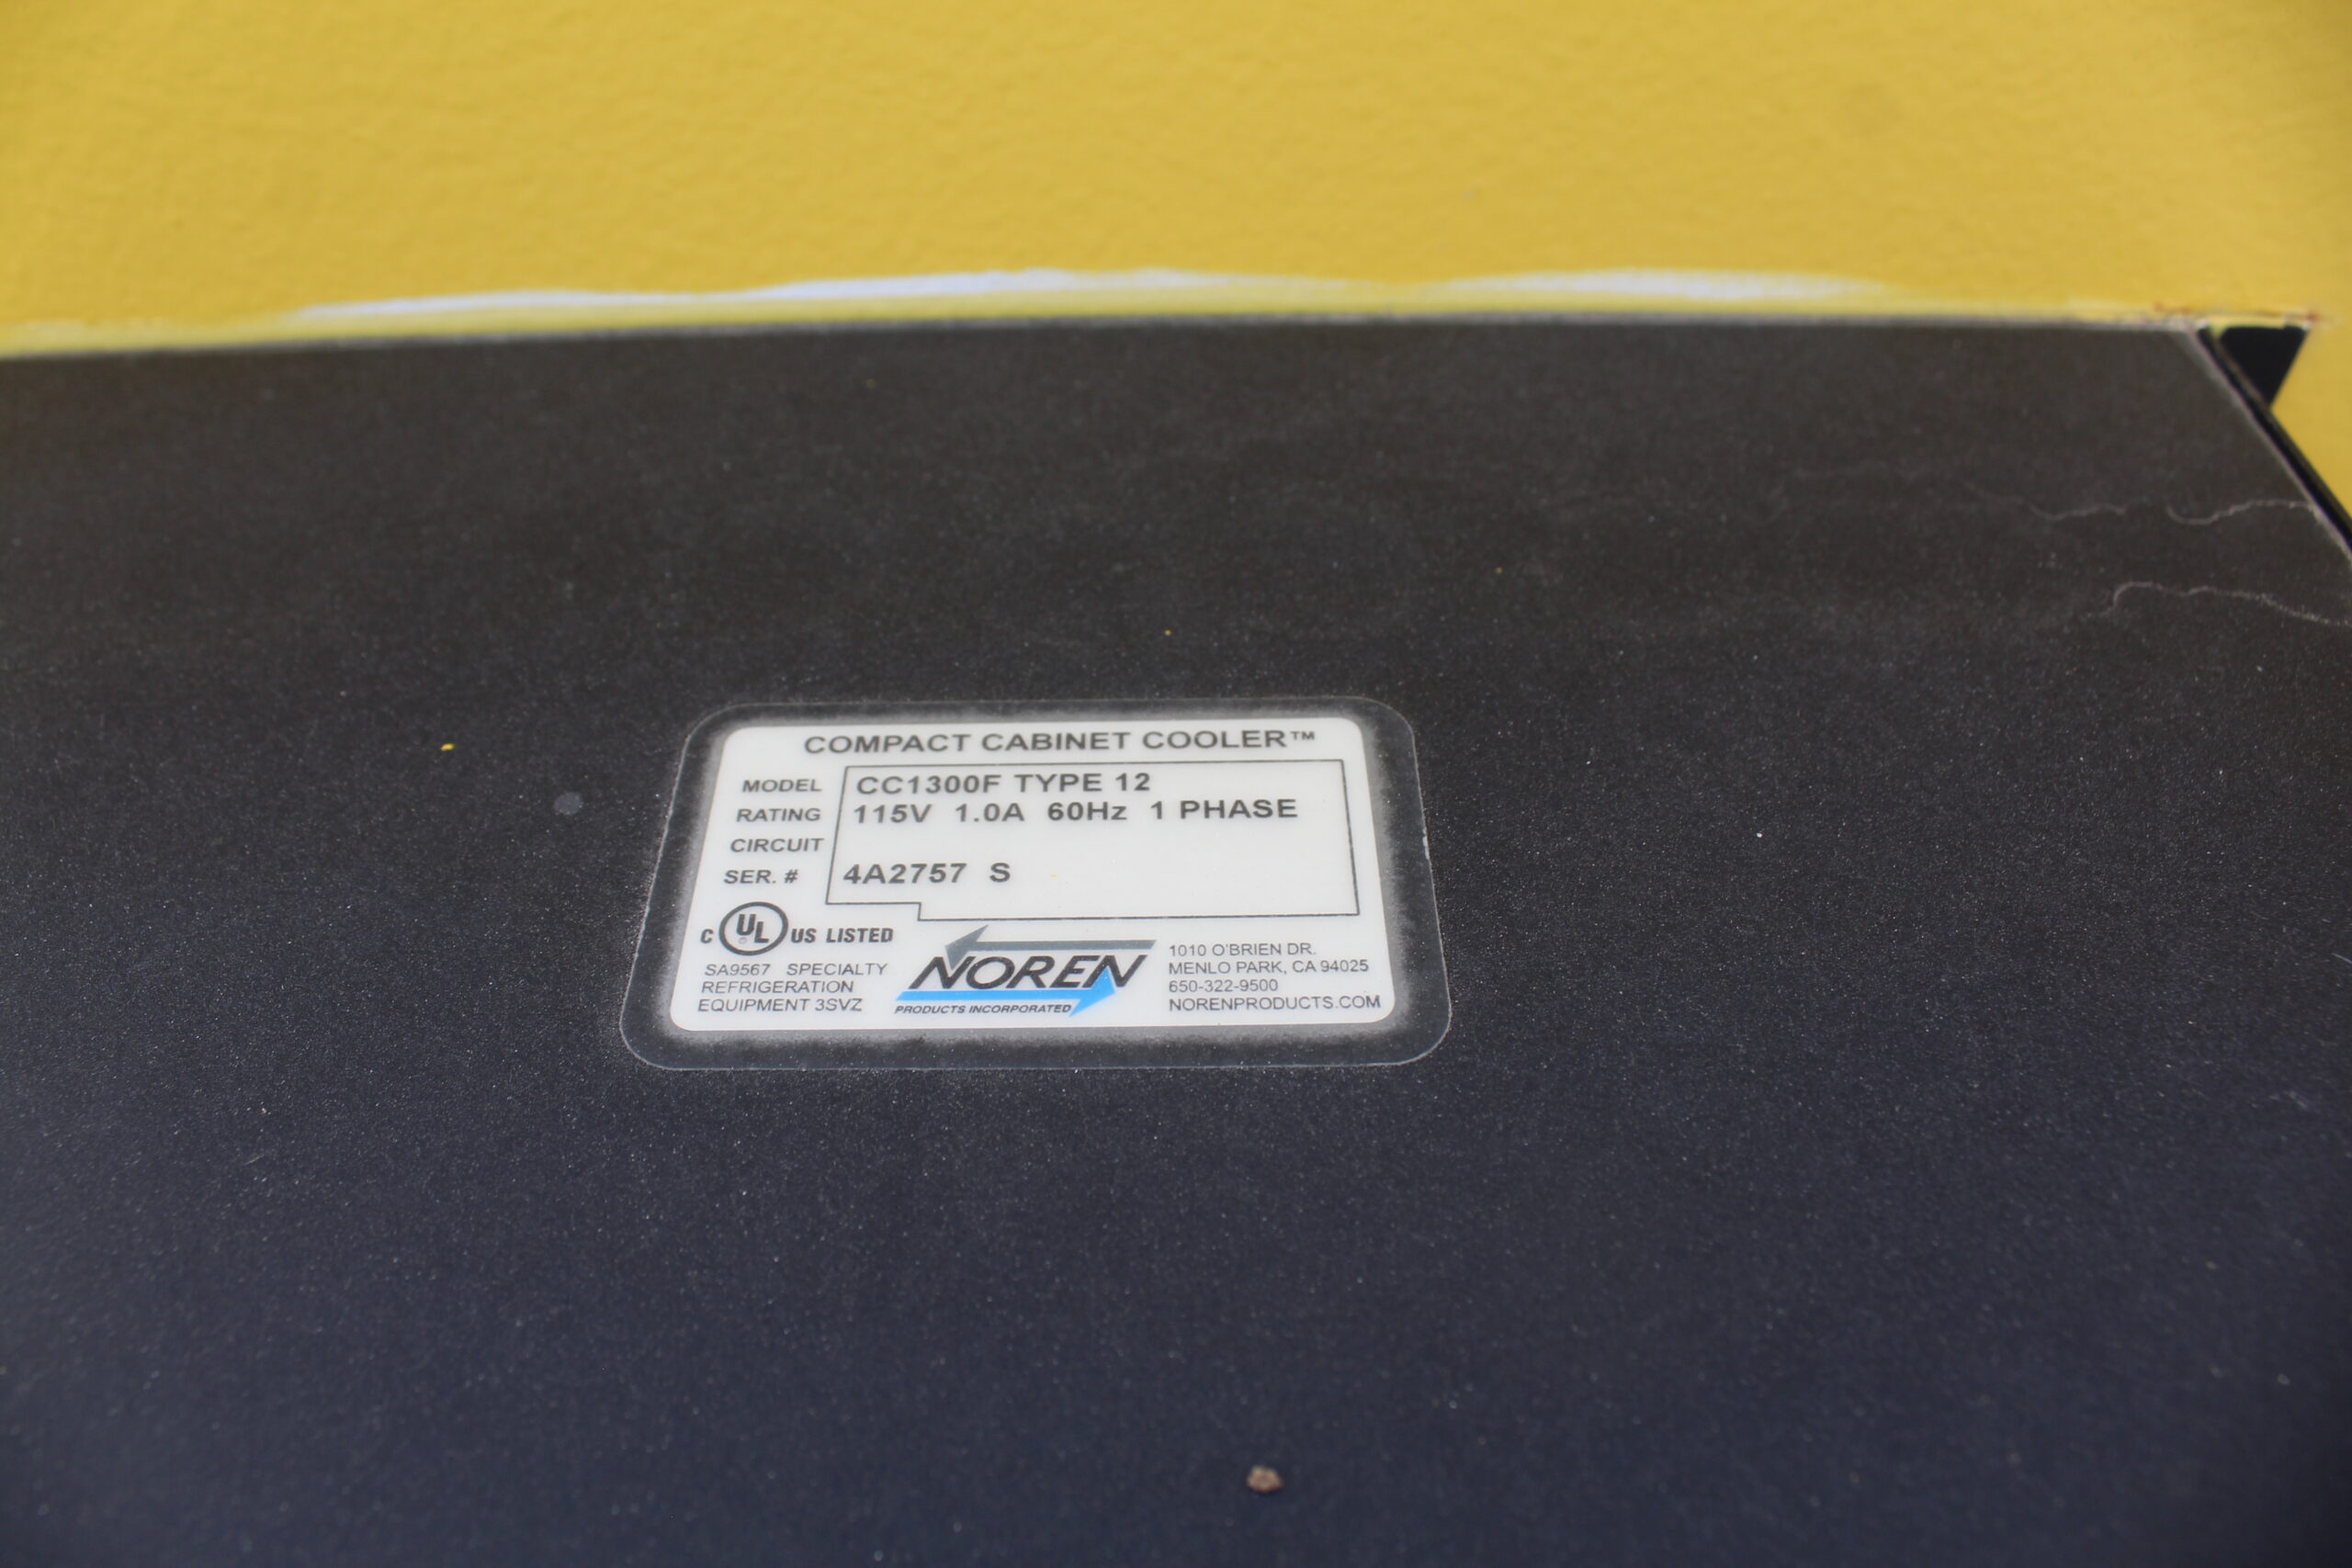 COMPACT CABINET COOLER™
MODEL CC1300F TYPE 12
RATING 115V 1.0A 60Hz 1 PHASE
CIRCUIT
SER. # 4A2757 S
C UL US LISTED
SA9567 SPECIALTY
REFRIGERATION
EQUIPMENT 3SVZ
NOREN
PRODUCTS INCORPORATED
1010 O'BRIEN DR.
MENLO PARK, CA 94025
650-322-9500
NORENPRODUCTS.COM